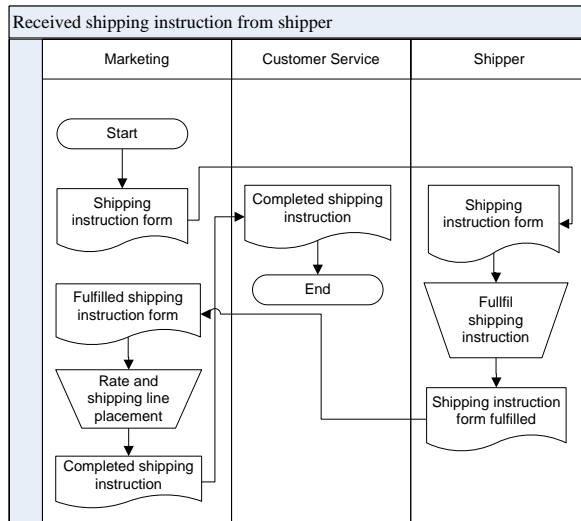 Received shipping instruction from shipper
Marketing
Customer Service
Shipper
Start
Shipping
instruction form
Fulfilled shipping
instruction form
Rate and
shipping line
placement
Completed shipping
instruction
Completed shipping
instruction
End
Shipping
instruction form
Fullfil
shipping
instruction
Shipping instruction
form fulfilled